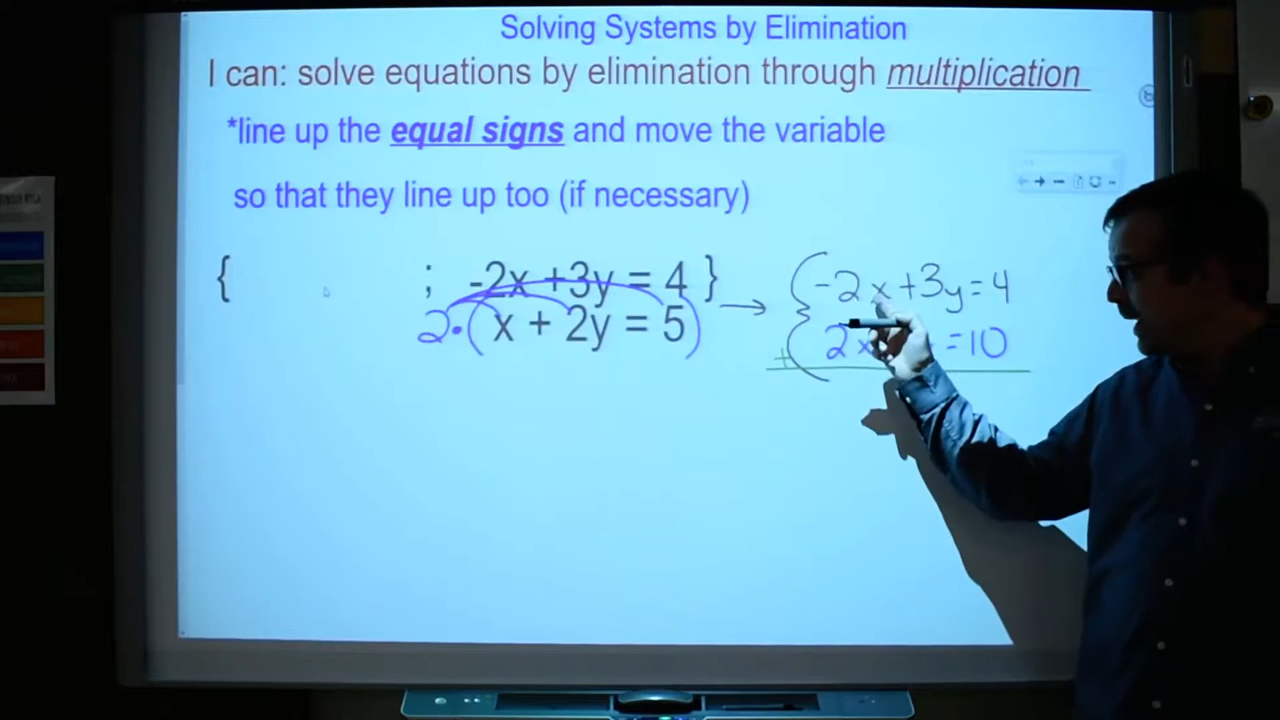 Solving Systems by Elimination
I can: solve equations by elimination through multiplication
*line up the equal signs and move the variable
so that they line up too (if necessary)
{ ; -2x +3y = 4 }
2·( x + 2y = 5)
-2x+3y=4
+ 2x = 10